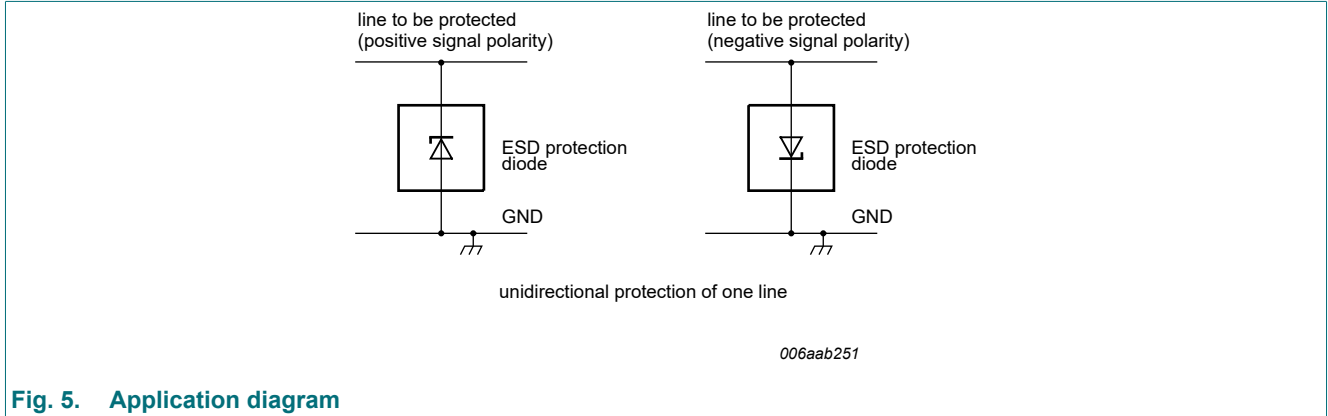 line to be protected
(positive signal polarity)
line to be protected
(negative signal polarity)
ESD protection
diode
ESD protection
diode
GND
GND
unidirectional protection of one line
006aab251
Fig. 5. Application diagram